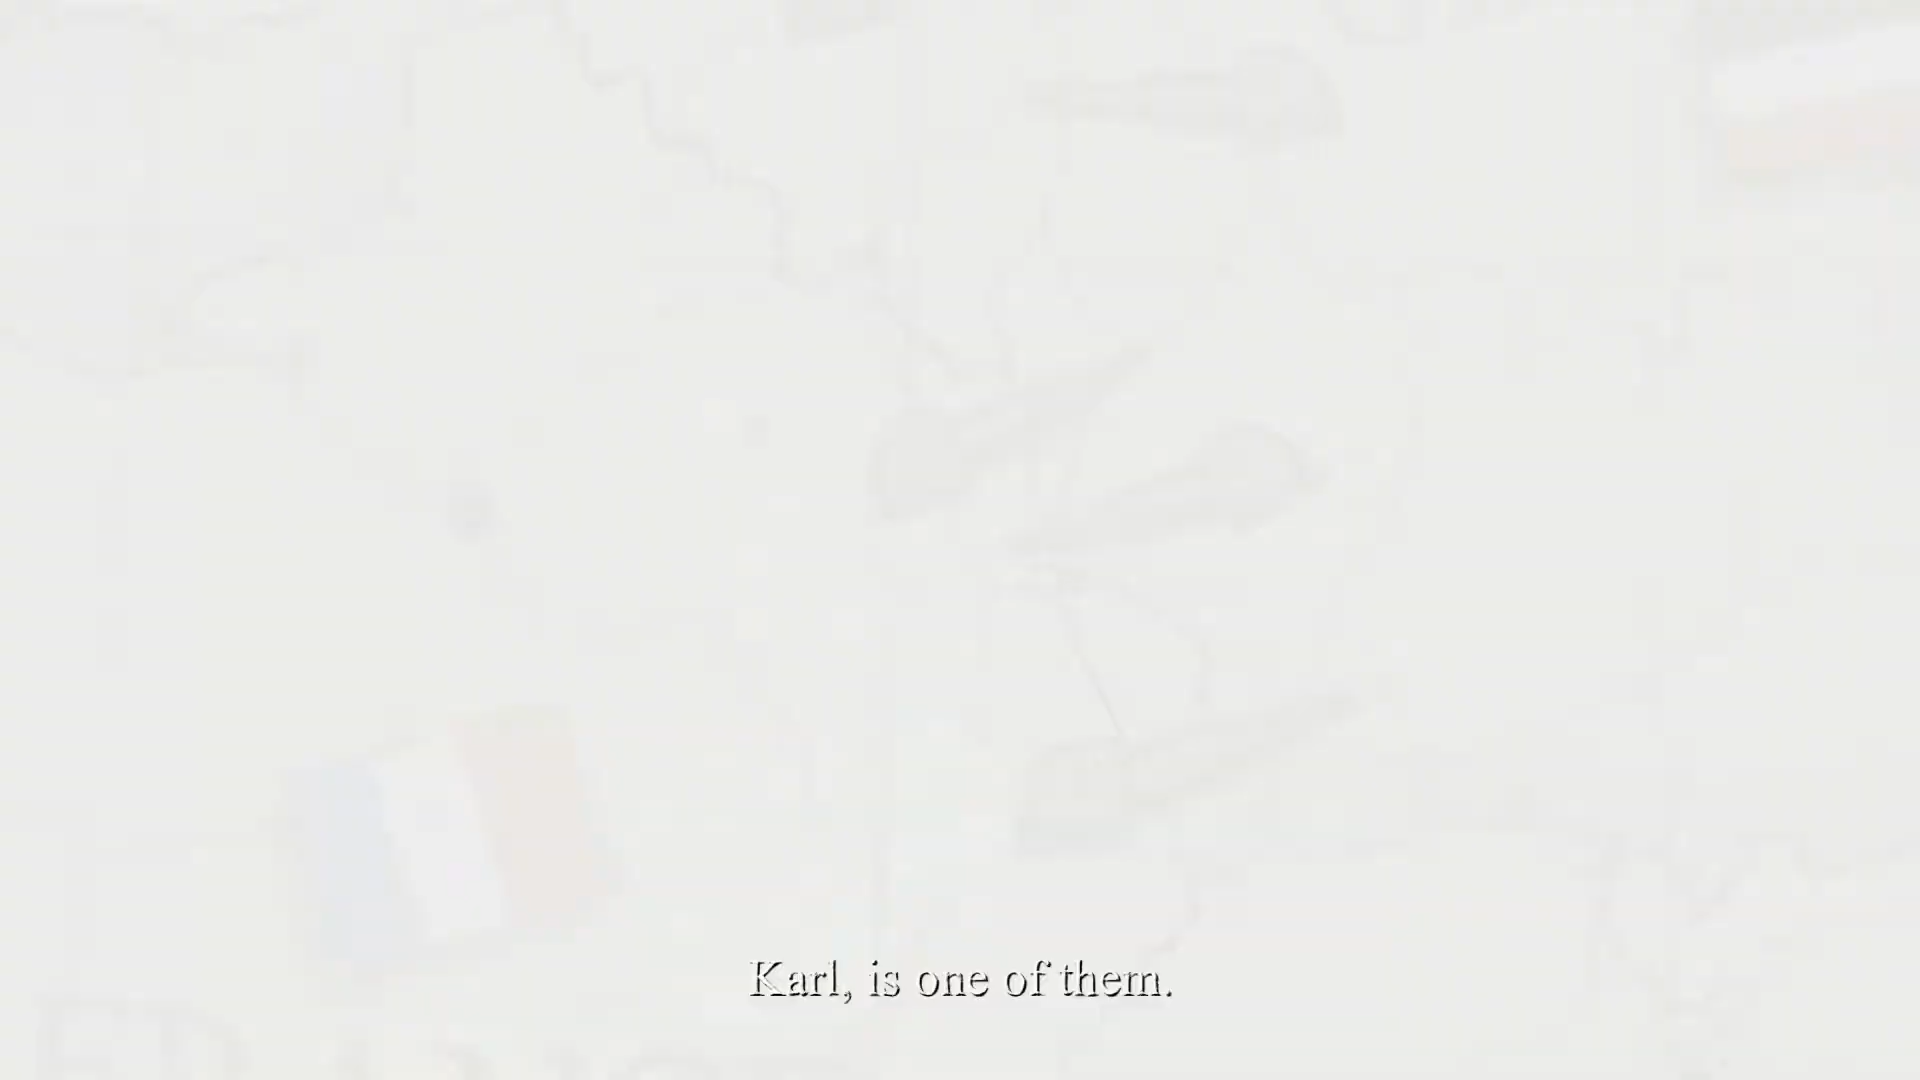 Karl, is one of them.